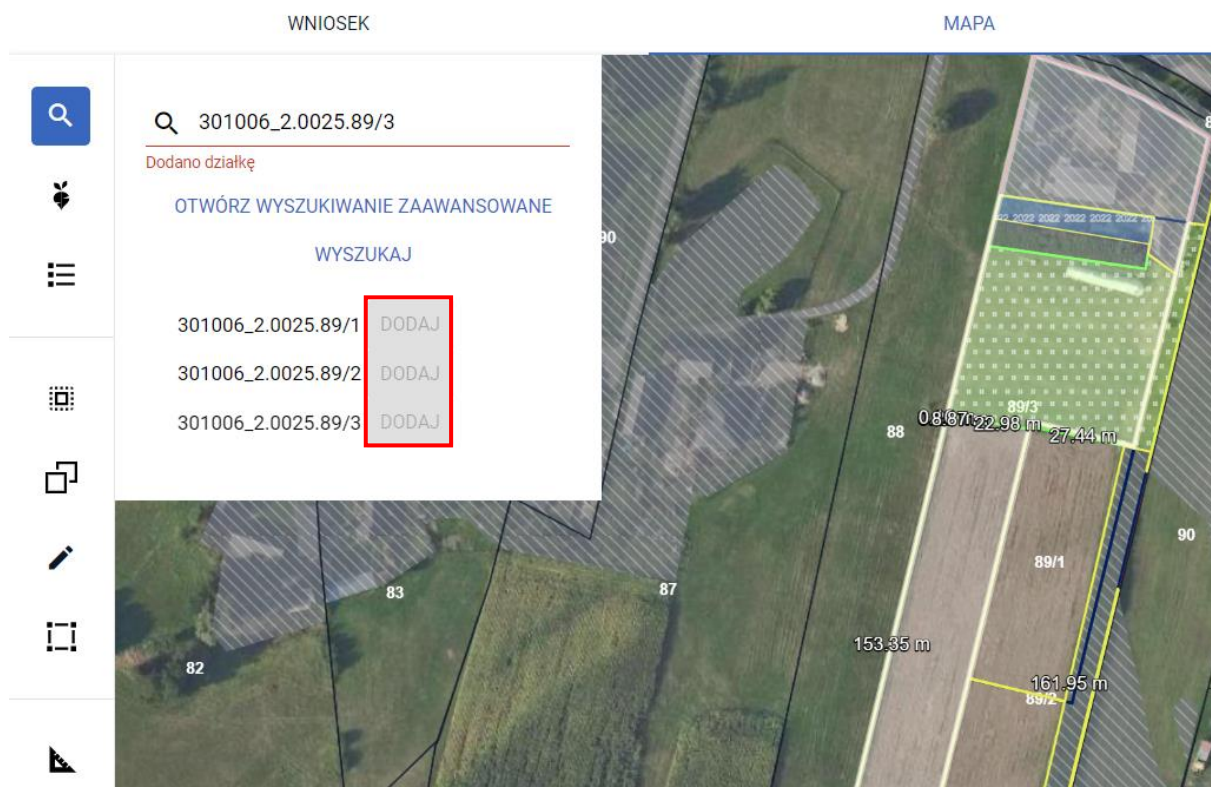 WNIOSEK
MAPA
301006_2.0025.89/3
Dodano działkę
OTWÓRZ WYSZUKIWANIE ZAAWANSOWANE
WYSZUKAJ
301006_2.0025.89/1 DODAJ
301006_2.0025.89/2 DODAJ
301006_2.0025.89/3 DODAJ
90
2022 2022 2022 2022 2022
89/3
88
22.98 m
27.44 m
90
89/1
87
83
82
153.35 m
161.95 m
89/2